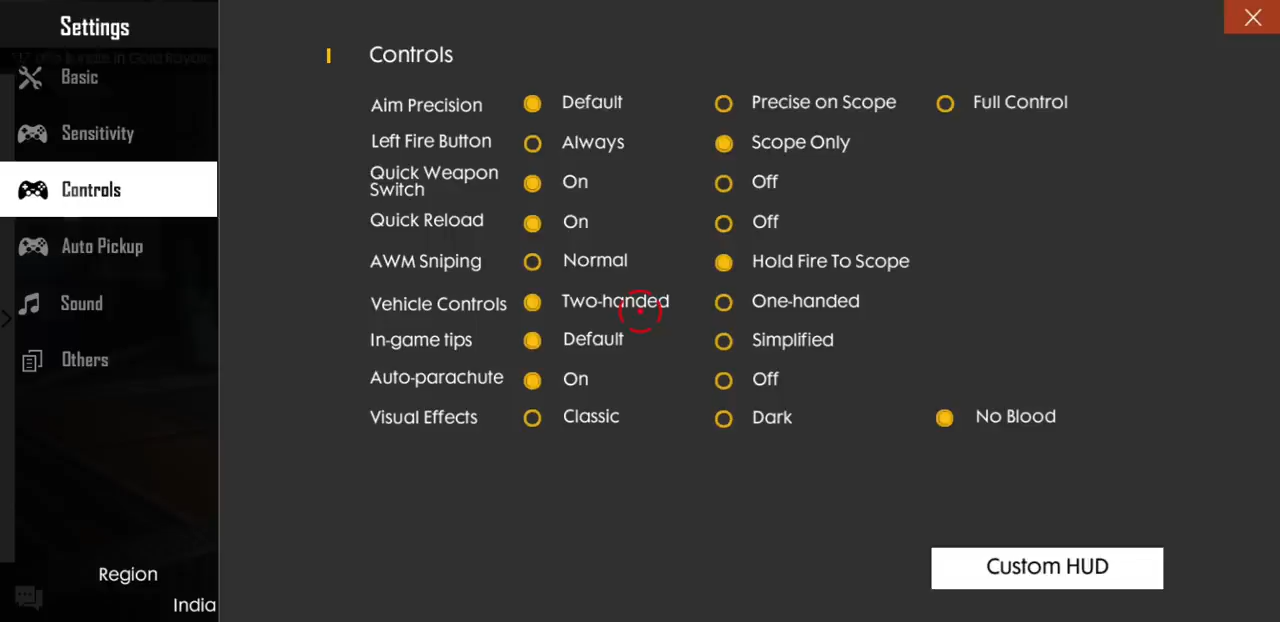 Settings
Basic
Sensitivity
Controls
Auto Pickup
Sound
Others
Region
India
Controls
Aim Precision Default Precise on Scope Full Control
Left Fire Button Always Scope Only
Quick Weapon
Switch On Off
Quick Reload On Off
AWM Sniping Normal Hold Fire To Scope
Vehicle Controls Two-handed One-handed
In-game tips Default Simplified
Auto-parachute On Off
Visual Effects Classic Dark No Blood
Custom HUD